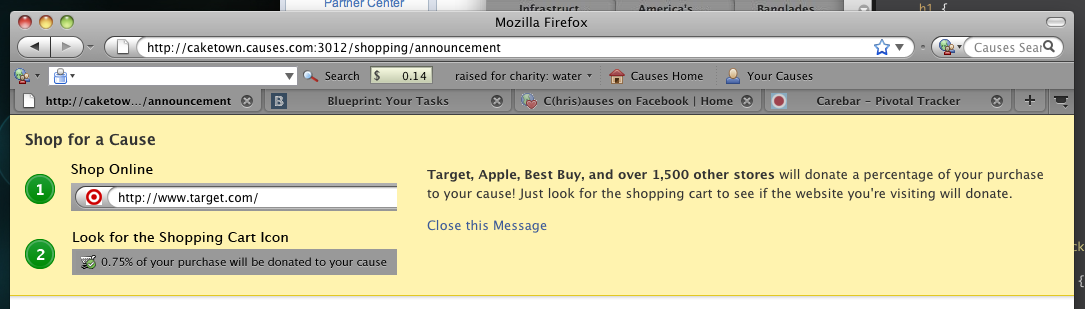 Partner Center
Infrastruct
America's
Banglades
h1 {
Mozilla Firefox
http://caketown.causes.com:3012/shopping/announcement
Causes Sear
Search
$ 0.14
raised for charity: water
Causes Home
Your Causes
http://caketow.../announcement
Blueprint: Your Tasks
C(hris)auses on Facebook | Home
Carebar - Pivotal Tracker
Shop for a Cause
1
Shop Online
http://www.target.com/
2
Look for the Shopping Cart Icon
0.75% of your purchase will be donated to your cause
Target, Apple, Best Buy, and over 1,500 other stores will donate a percentage of your purchase
to your cause! Just look for the shopping cart to see if the website you're visiting will donate.
Close this Message
ck
{